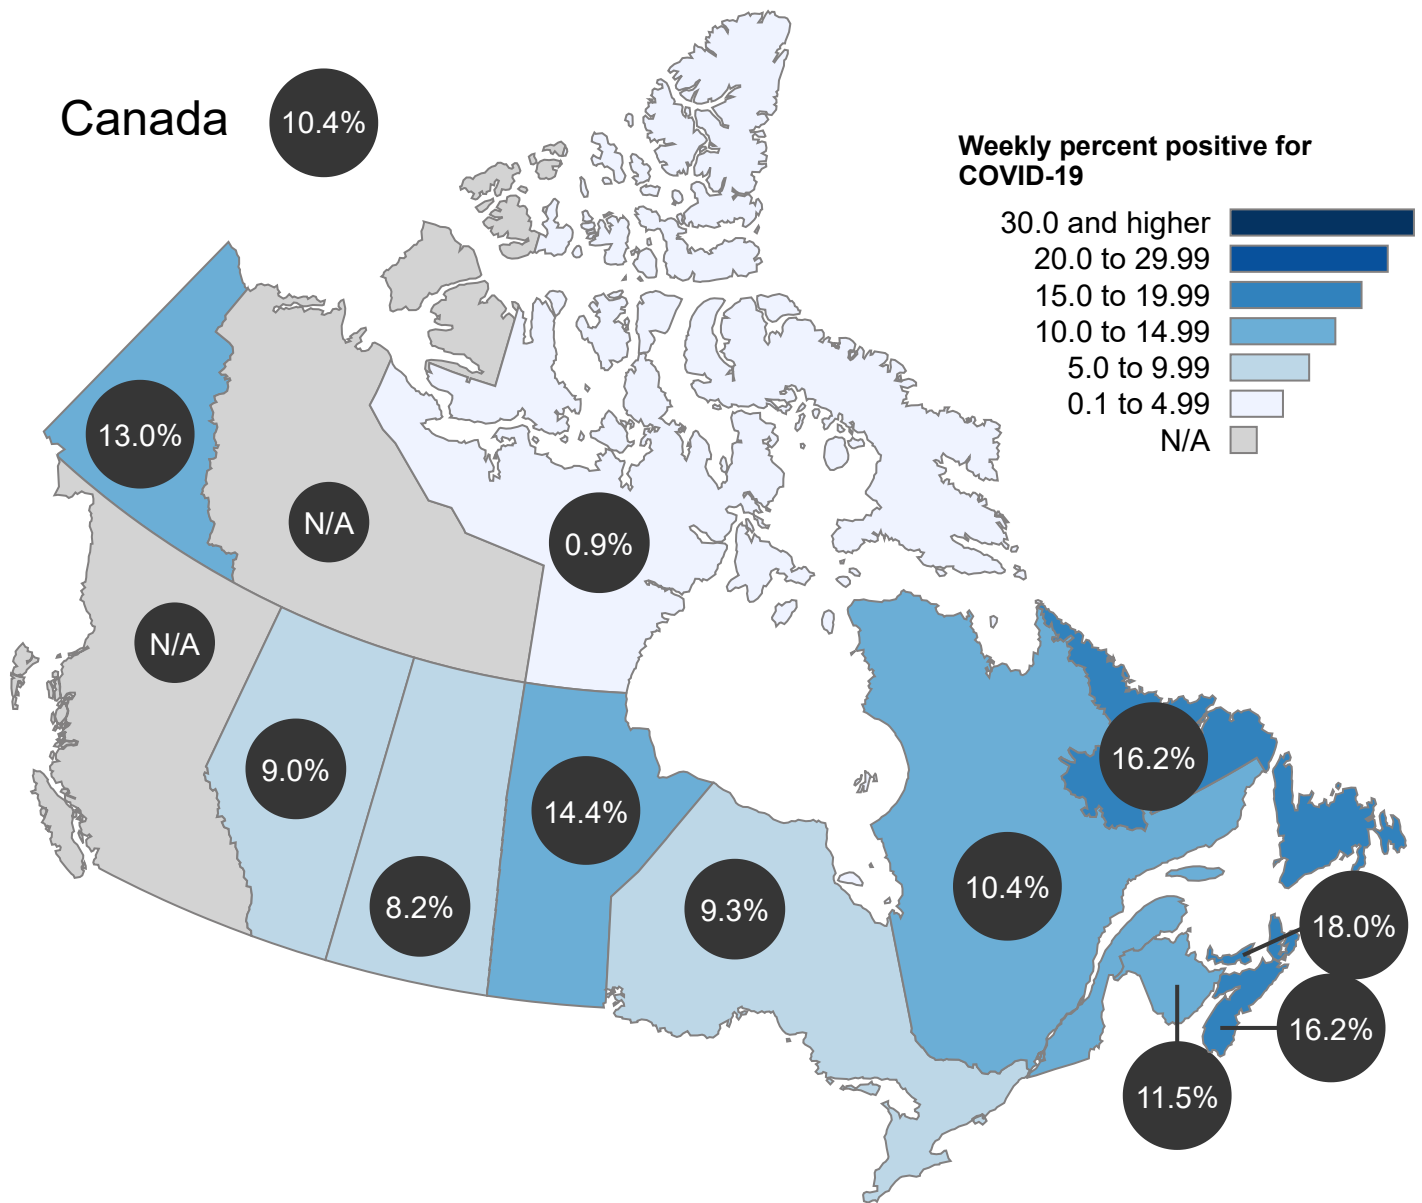 Canada
10.4%
Weekly percent positive for
COVID-19
30.0 and higher
20.0 to 29.99
15.0 to 19.99
10.0 to 14.99
5.0 to 9.99
0.1 to 4.99
N/A
13.0%
N/A
0.9%
N/A
9.0%
8.2%
14.4%
9.3%
10.4%
16.2%
18.0%
16.2%
11.5%